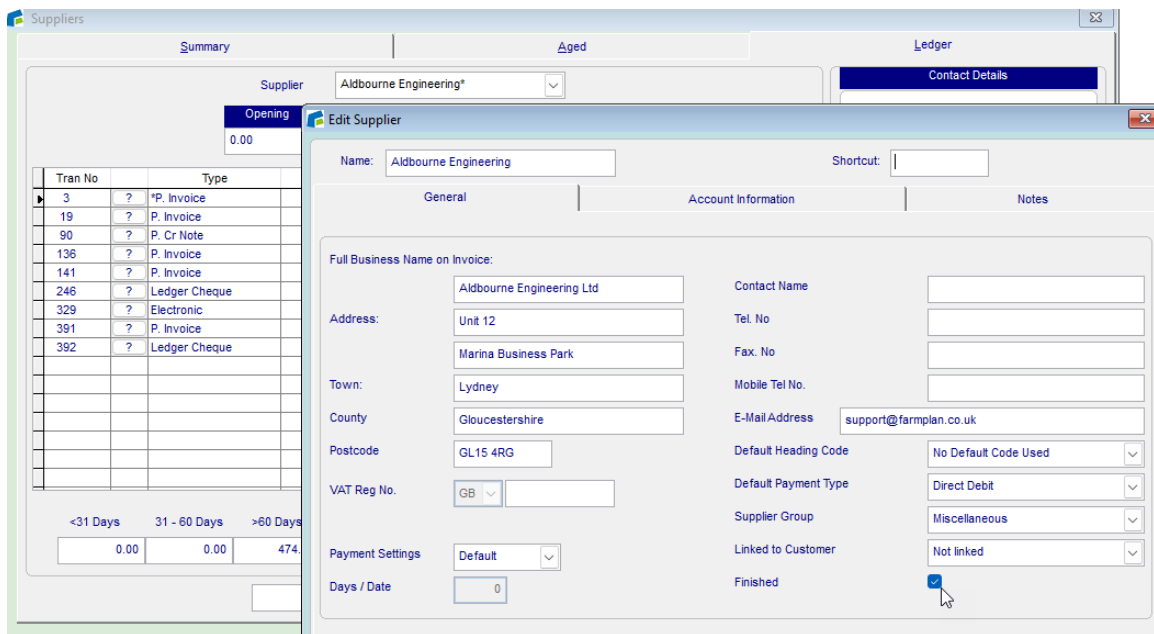 Suppliers
Summary
Aged
Ledger
Supplier
Aldbourne Engineering*
Contact Details
Opening
0.00
Edit Supplier
Name: Aldbourne Engineering
Shortcut:
General
Account Information
Notes
Tran No Type
3 ? *P. Invoice
19 ? P. Invoice
90 ? P. Cr Note
136 ? P. Invoice
141 ? P. Invoice
246 ? Ledger Cheque
329 ? Electronic
391 ? P. Invoice
392 ? Ledger Cheque
<31 Days 31 - 60 Days >60 Days
0.00 0.00 474.
Full Business Name on Invoice:
Aldbourne Engineering Ltd
Address: Unit 12
Marina Business Park
Town: Lydney
County Gloucestershire
Postcode GL15 4RG
VAT Reg No. GB
Payment Settings Default
Days / Date 0
Contact Name
Tel. No
Fax. No
Mobile Tel No.
E-Mail Address support@farmplan.co.uk
Default Heading Code No Default Code Used
Default Payment Type Direct Debit
Supplier Group Miscellaneous
Linked to Customer Not linked
Finished